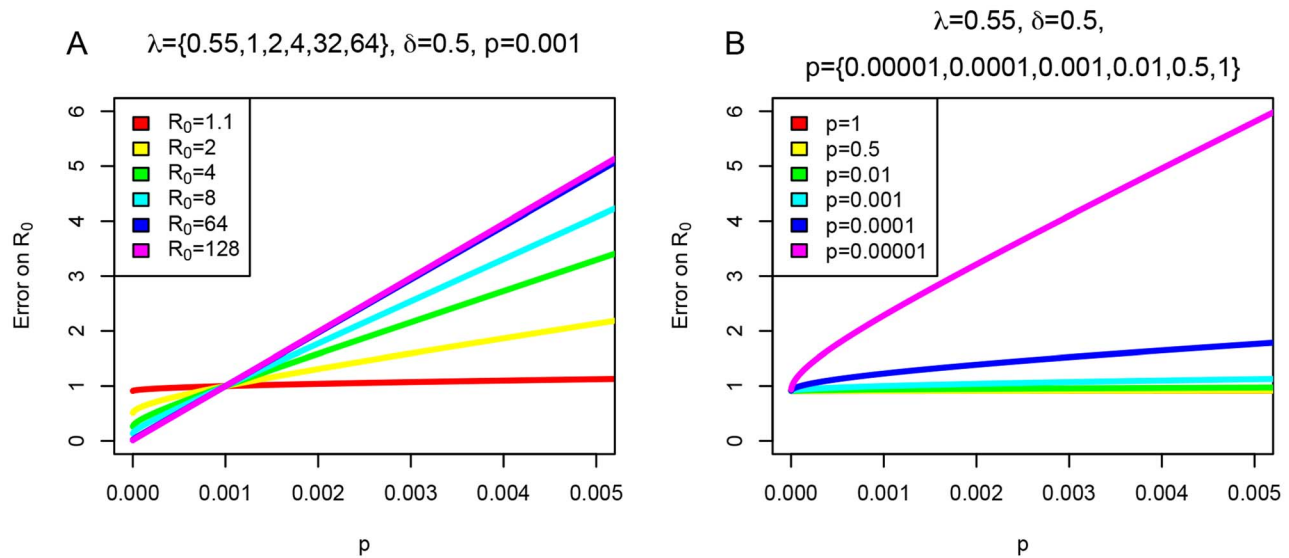 A
λ={0.55,1,2,4,32,64}, δ=0.5, p=0.001
6
5
4
3
2
1
0
Error on R₀
R₀=1.1
R₀=2
R₀=4
R₀=8
R₀=64
R₀=128
0.000 0.001 0.002 0.003 0.004 0.005
p
B
λ=0.55, δ=0.5,
p={0.00001,0.0001,0.001,0.01,0.5,1}
6
5
4
3
2
1
0
Error on R₀
p=1
p=0.5
p=0.01
p=0.001
p=0.0001
p=0.00001
0.000 0.001 0.002 0.003 0.004 0.005
p